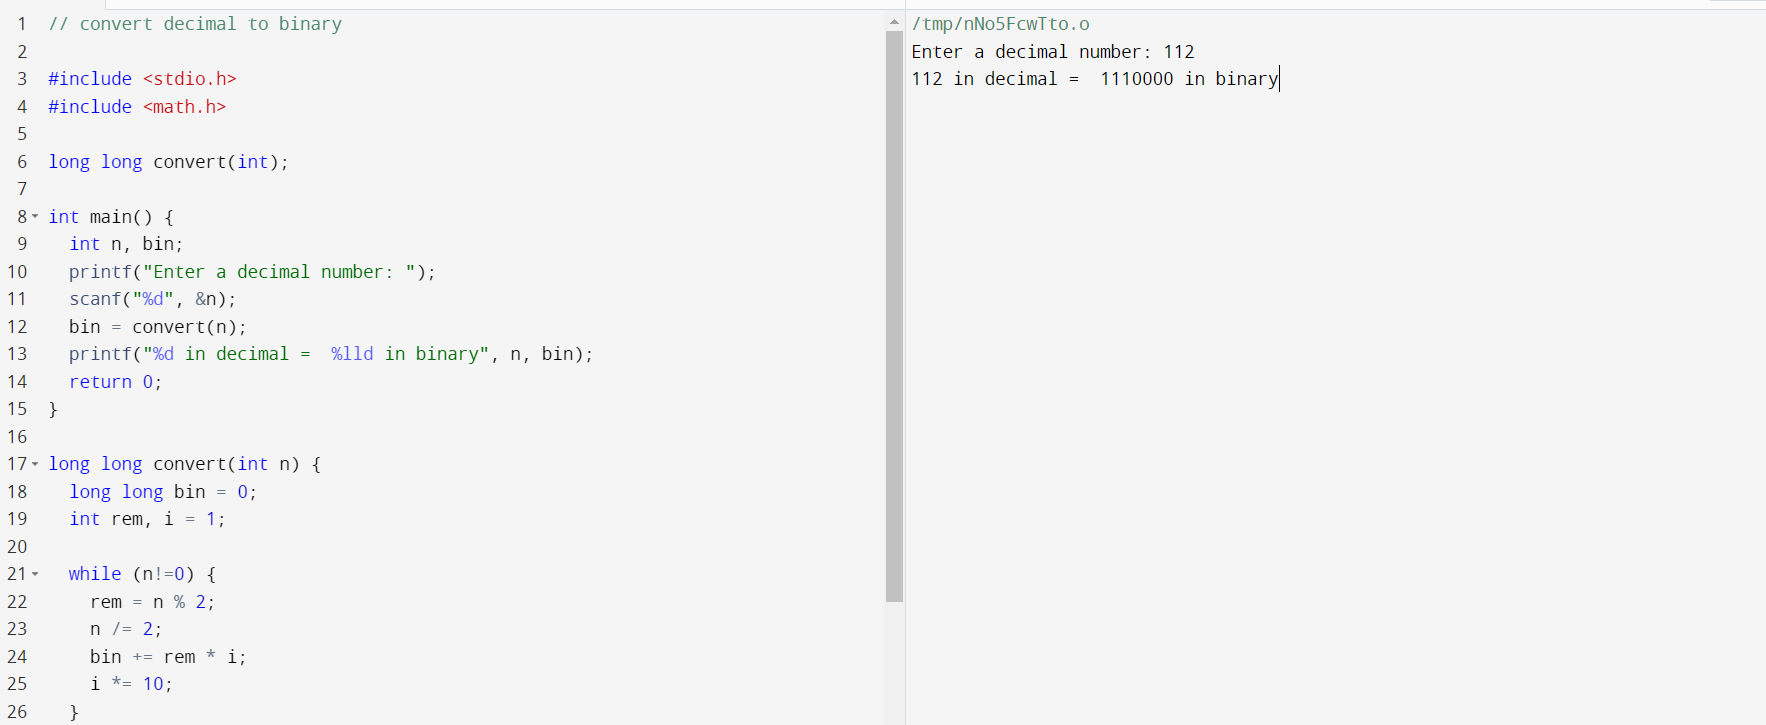 1 // convert decimal to binary
2
3 #include <stdio.h>
4 #include <math.h>
5
6 long long convert(int);
7
8 int main() {
9   int n, bin;
10   printf("Enter a decimal number: ");
11   scanf("%d", &n);
12   bin = convert(n);
13   printf("%d in decimal =  %lld in binary", n, bin);
14   return 0;
15 }
16
17 long long convert(int n) {
18   long long bin = 0;
19   int rem, i = 1;
20
21   while (n!=0) {
22     rem = n % 2;
23     n /= 2;
24     bin += rem * i;
25     i *= 10;
26   }
/tmp/nNo5FcwTto.o
Enter a decimal number: 112
112 in decimal =  1110000 in binary